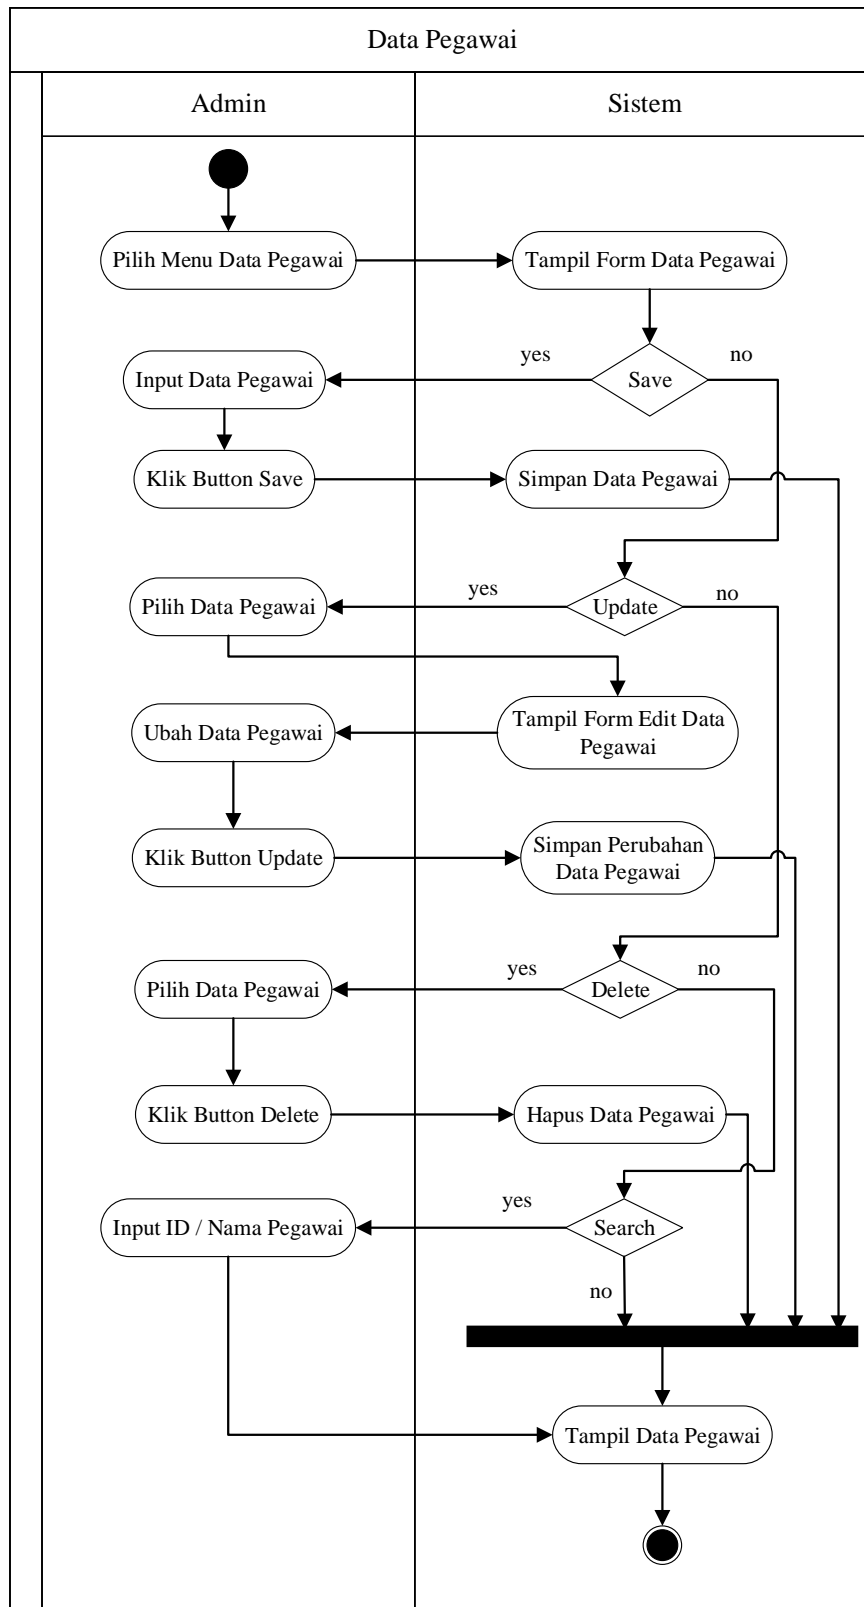 Data Pegawai
Admin
Sistem
Pilih Menu Data Pegawai
Tampil Form Data Pegawai
yes
no
Input Data Pegawai
Save
Klik Button Save
Simpan Data Pegawai
yes
no
Pilih Data Pegawai
Update
Ubah Data Pegawai
Tampil Form Edit Data
Pegawai
Klik Button Update
Simpan Perubahan
Data Pegawai
yes
no
Pilih Data Pegawai
Delete
Klik Button Delete
Hapus Data Pegawai
yes
Input ID / Nama Pegawai
Search
no
Tampil Data Pegawai